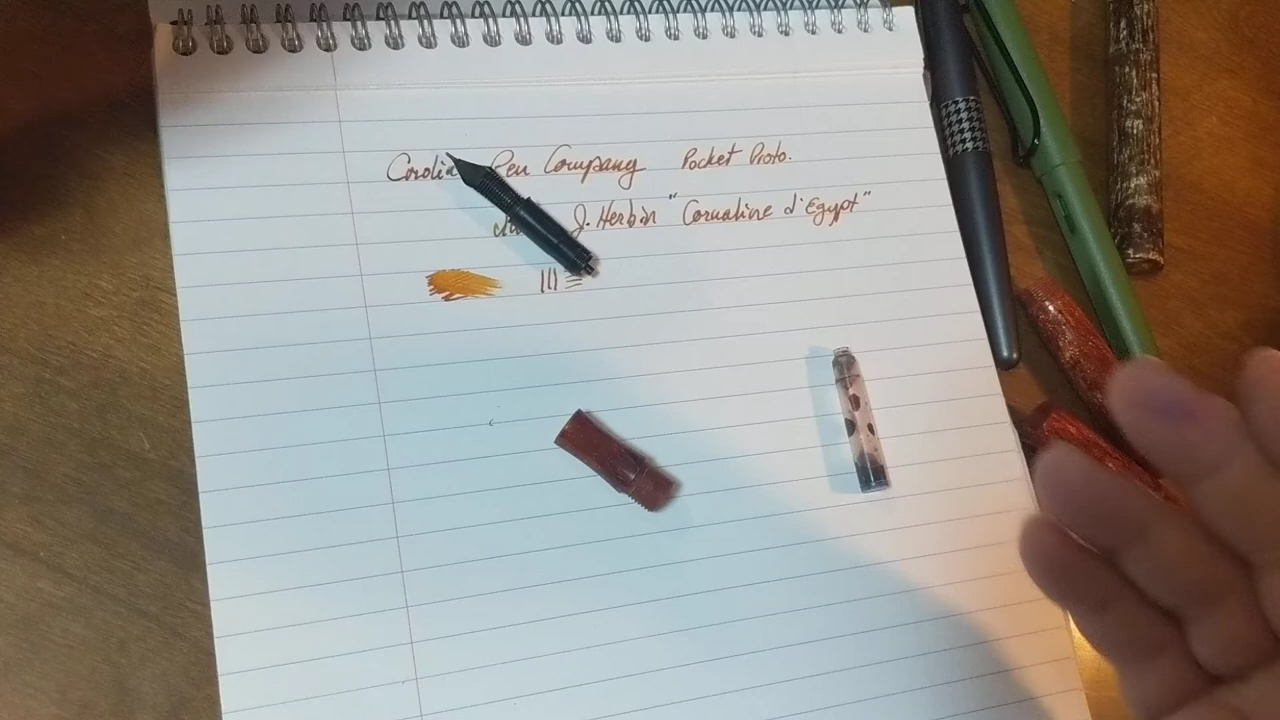 Pen Company Pocket Proto.
J. Herbin "Cornaline d'Egypt"